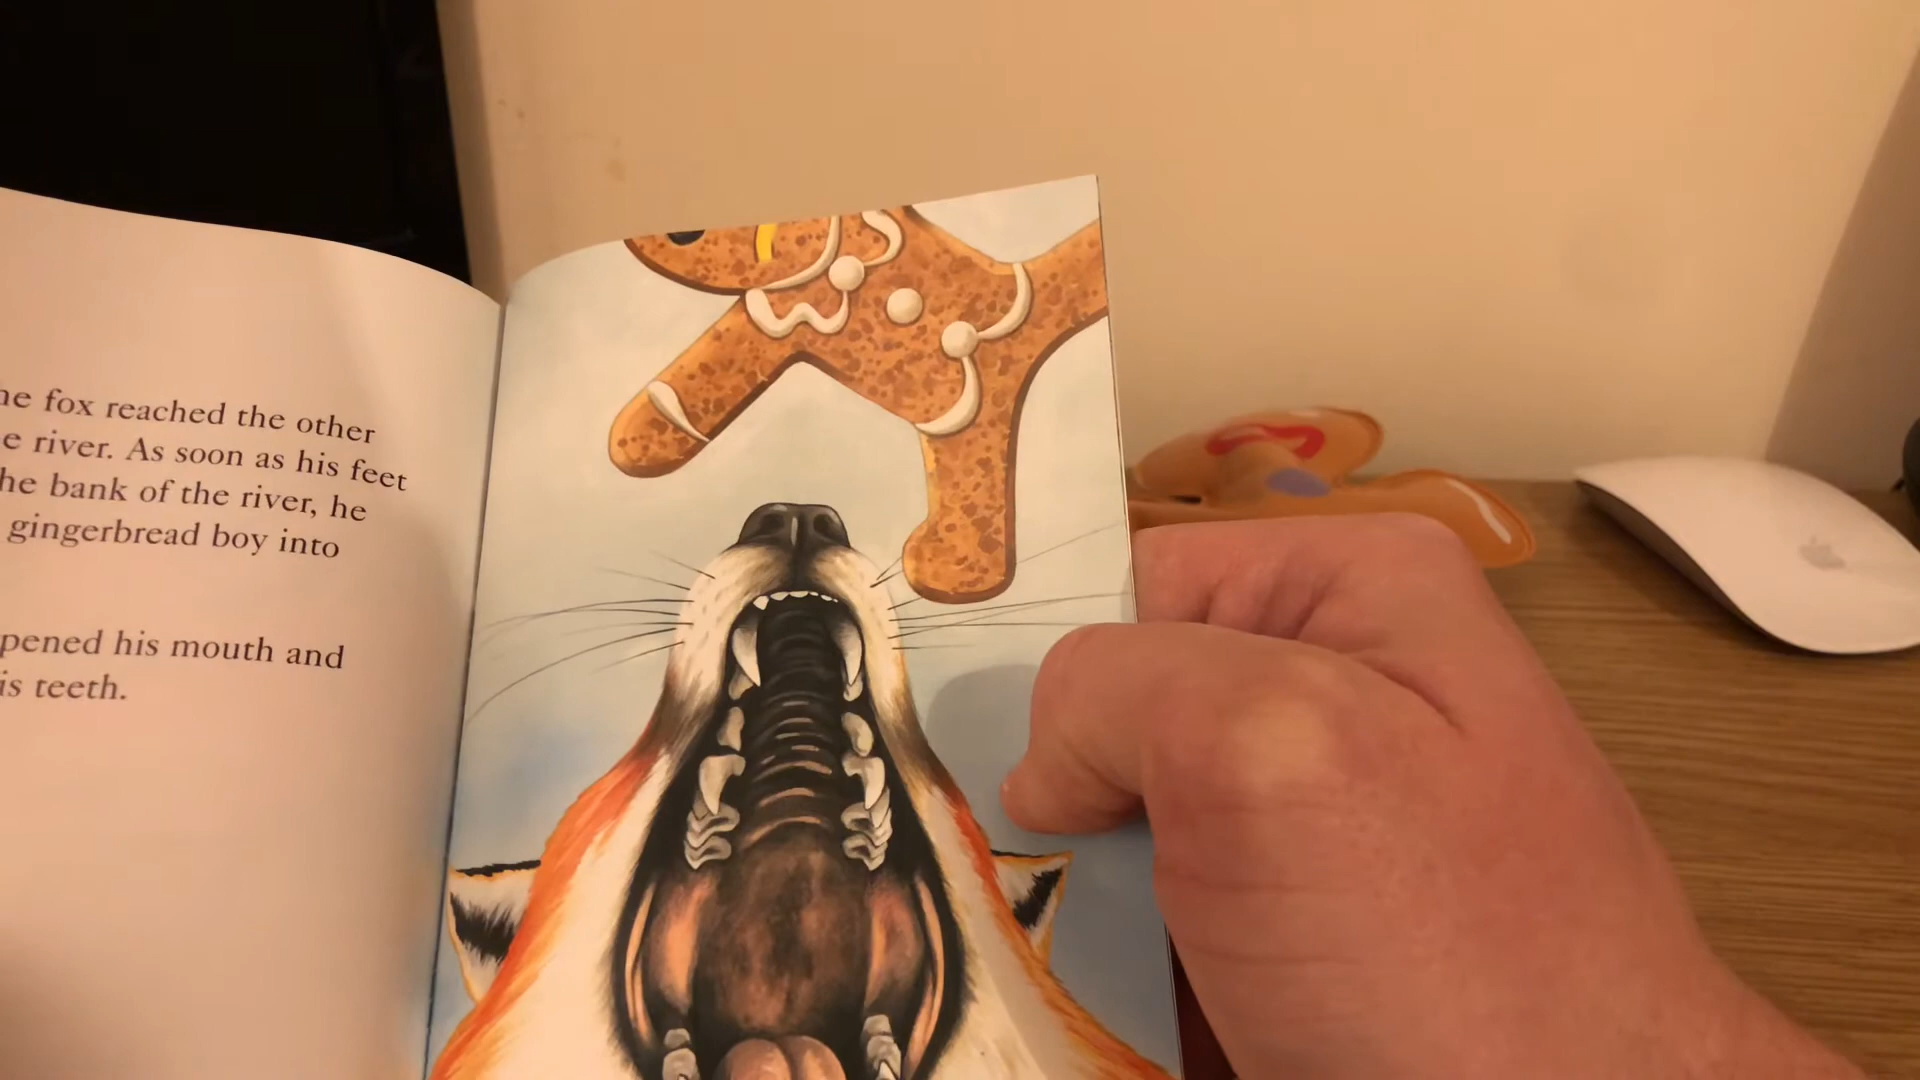 he fox reached the other
e river. As soon as his feet
he bank of the river, he
gingerbread boy into
pened his mouth and
is teeth.